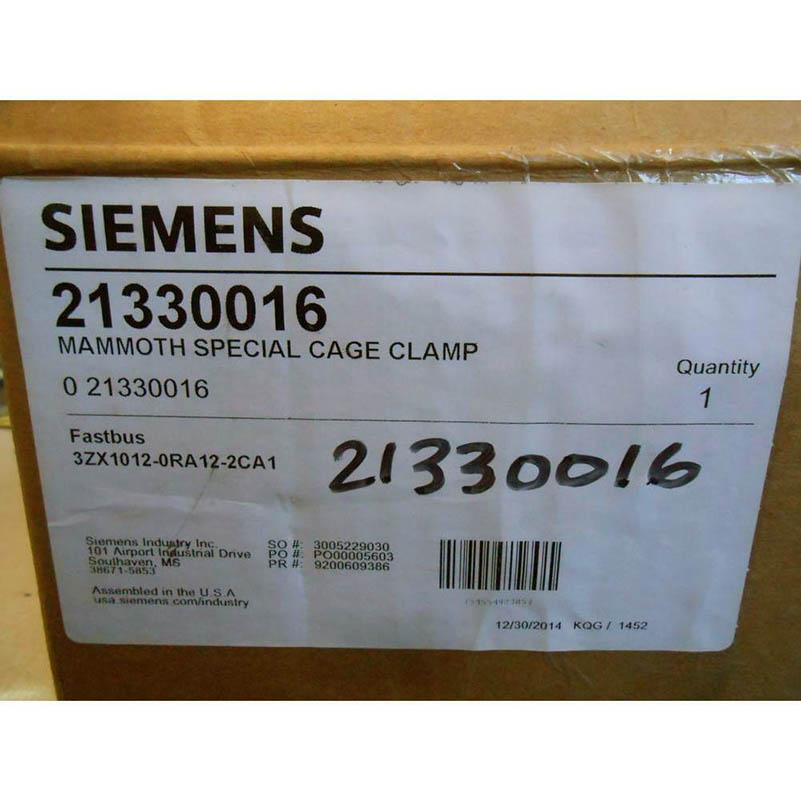 SIEMENS
21330016
MAMMOTH SPECIAL CAGE CLAMP
0 21330016
Quantity
1
Fastbus
3ZX1012-0RA12-2CA1
21330016
Siemens Industry Inc.
101 Airport Industrial Drive
Southaven, MS
38671-5853
SO #: 3005229030
PO #: PO00005603
PR #: 9200609386
Assembled in the U.S.A
usa.siemens.com/industry
12/30/2014 KQG / 1452